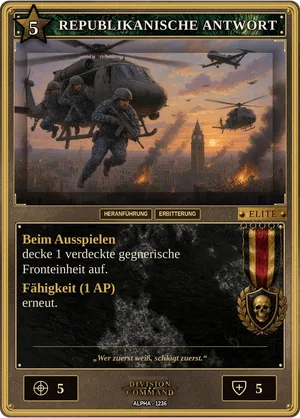 5
REPUBLIKANISCHE ANTWORT
HERANFÜHRUNG
ERBITTERUNG
ELITE
Beim Ausspielen
decke 1 verdeckte gegnerische
Fronteinheit auf.
Fähigkeit (1 AP)
erneut.
„Wer zuerst weiß, schlägt zuerst.“
5
DIVISION
COMMAND
ALPHA - 1236
5